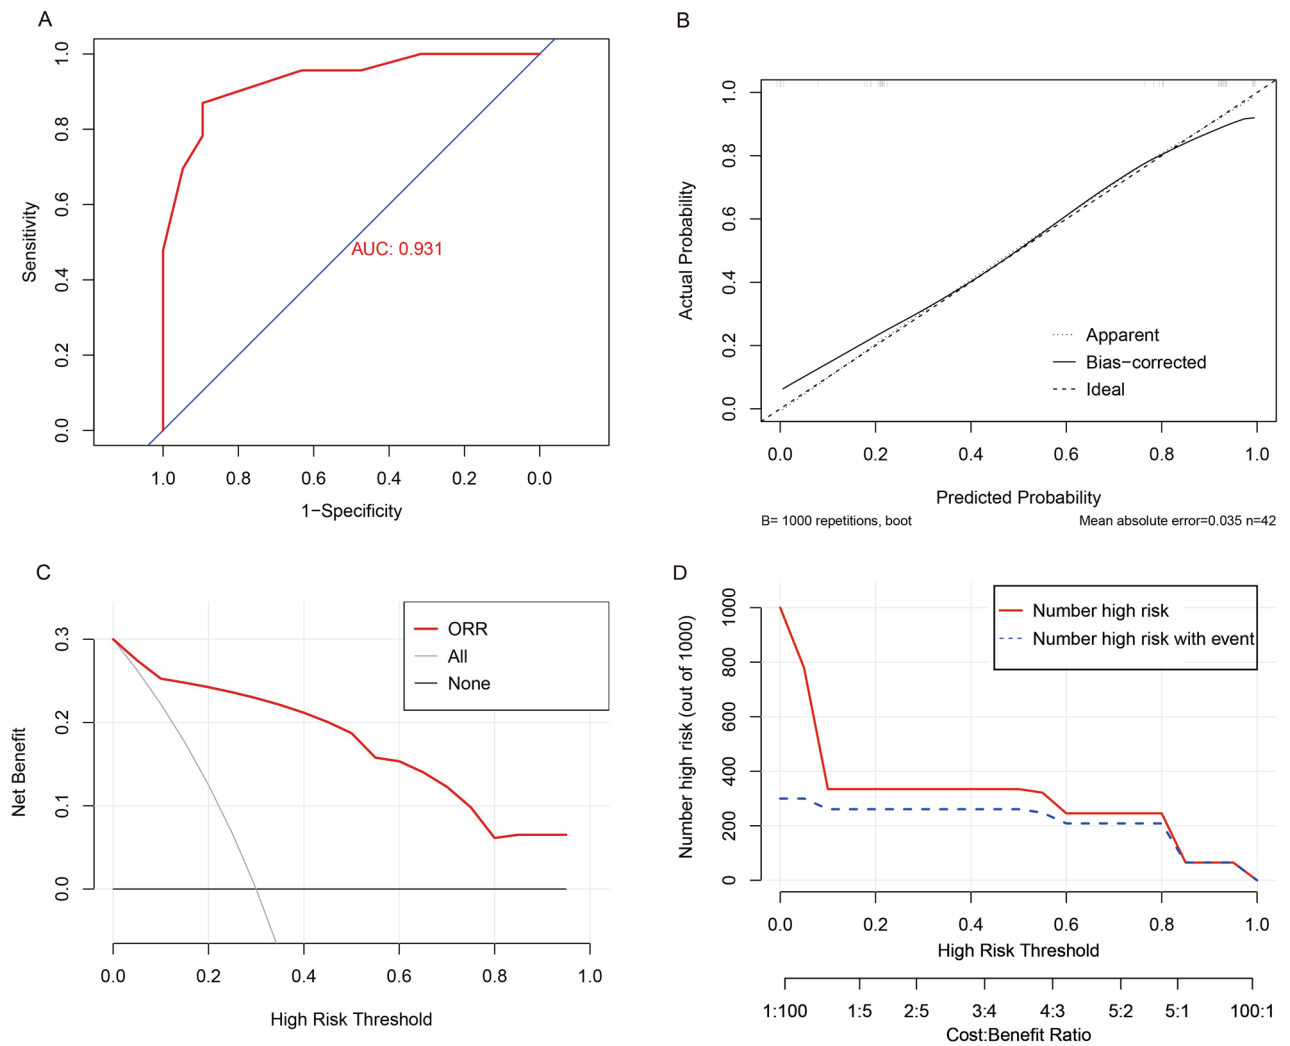 A
1.0
0.8
0.6
0.4
0.2
0.0
Sensitivity
AUC: 0.931
1.0 0.8 0.6 0.4 0.2 0.0
1−Specificity
B
1.0
0.8
0.6
0.4
0.2
0.0
Actual Probability
Apparent
Bias−corrected
Ideal
0.0 0.2 0.4 0.6 0.8 1.0
Predicted Probability
B= 1000 repetitions, boot
Mean absolute error=0.035 n=42
C
0.3
0.2
0.1
0.0
Net Benefit
ORR
All
None
0.0 0.2 0.4 0.6 0.8 1.0
High Risk Threshold
D
1000
800
600
400
200
0
Number high risk (out of 1000)
Number high risk
Number high risk with event
0.0 0.2 0.4 0.6 0.8 1.0
High Risk Threshold
1:100 1:5 2:5 3:4 4:3 5:2 5:1 100:1
Cost:Benefit Ratio